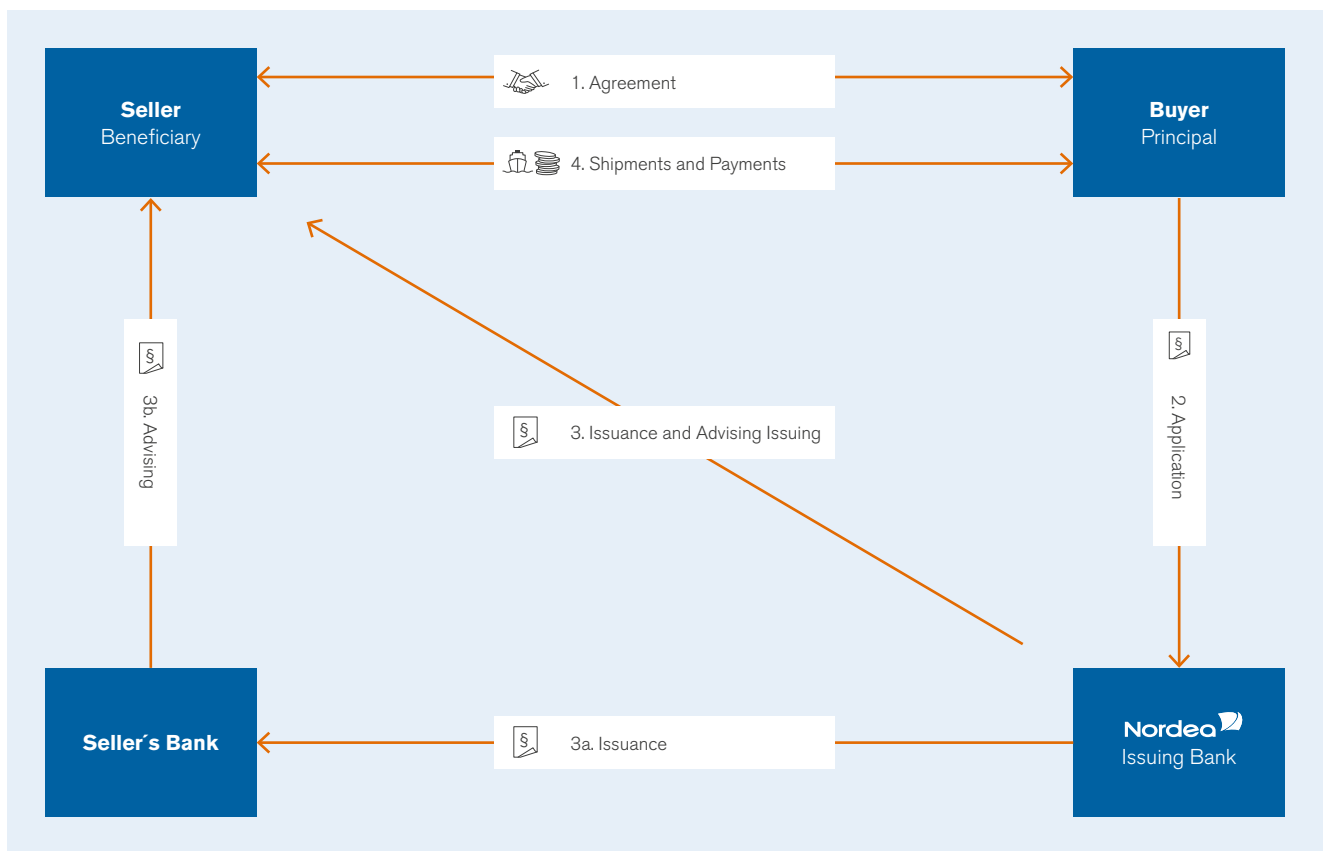 Seller
Beneficiary
1. Agreement
Buyer
Principal
4. Shipments and Payments
§
3b. Advising
§
3. Issuance and Advising Issuing
§
2. Application
Seller´s Bank
§
3a. Issuance
Nordea
Issuing Bank